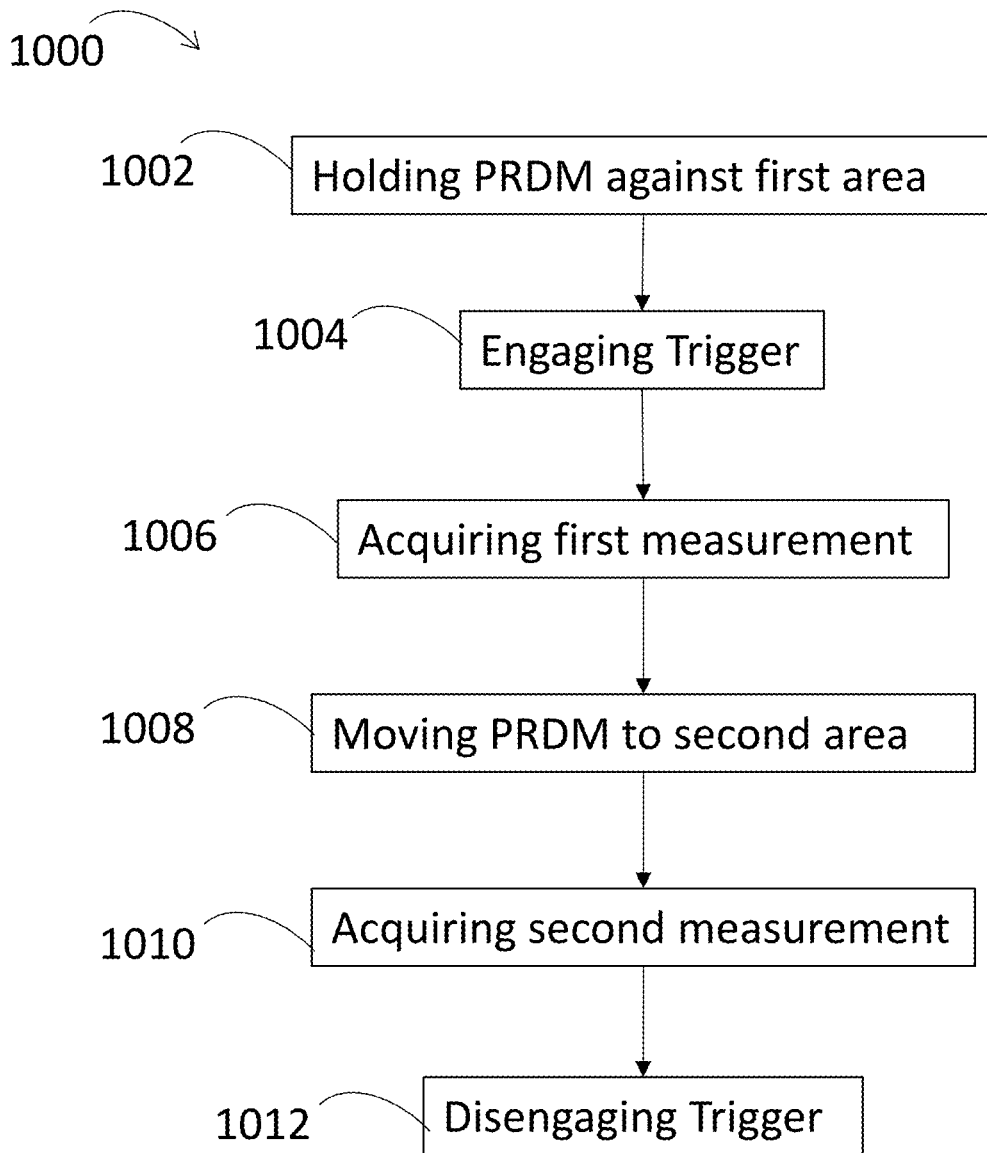 1000
1002
Holding PRDM against first area
1004
Engaging Trigger
1006
Acquiring first measurement
1008
Moving PRDM to second area
1010
Acquiring second measurement
1012
Disengaging Trigger